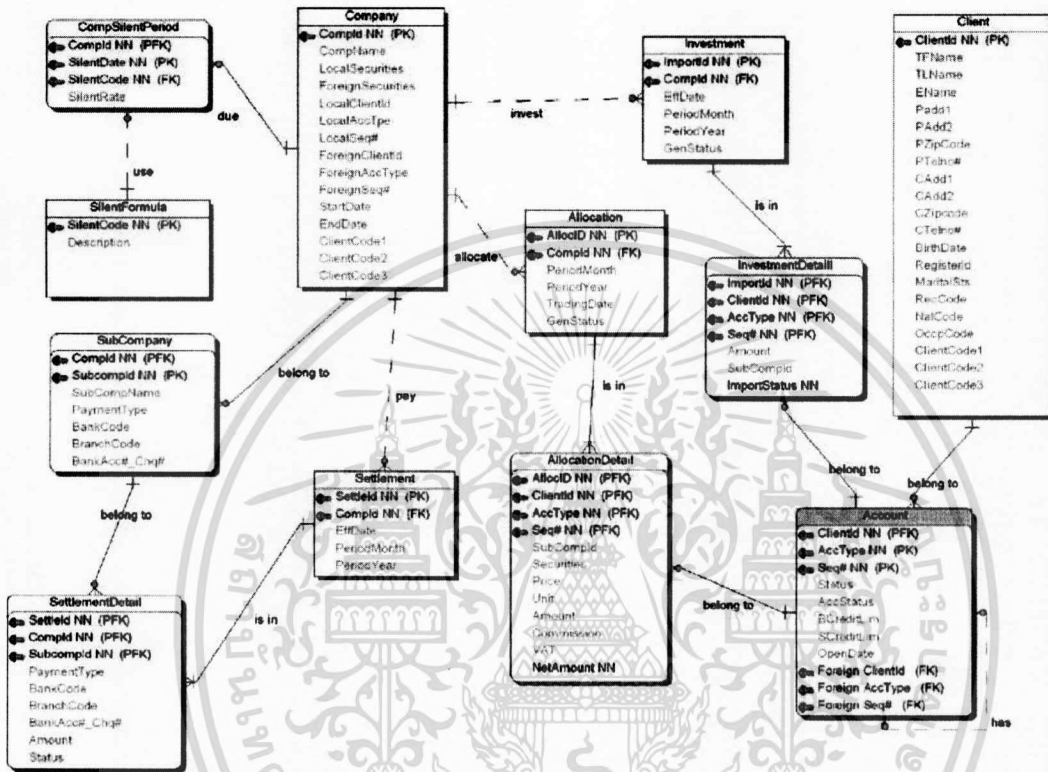 CompSilentPeriod
CompId NN (PFK)
SilentDate NN (PK)
SilentCode NN (FK)
SilentRate
due
use
SilentFormula
SilentCode NN (PK)
Description
Company
CompId NN (PK)
CompName
LocalSecurities
ForeignSecurities
LocalClientId
LocalAccTpe
LocalSeq#
ForeignClientId
ForeignAccType
ForeignSeq#
StartDate
EndDate
ClientCode1
ClientCode2
ClientCode3
invest
allocate
Investment
ImportId NN (PK)
CompId NN (FK)
EffDate
PeriodMonth
PeriodYear
GenStatus
is in
Client
ClientId NN (PK)
TFName
TLName
EName
Padd1
PAdd2
PZipCode
PTelno#
CAdd1
CAdd2
CZipcode
CTelno#
BirthDate
RegisterId
MaritalSts
RecCode
NatCode
OccpCode
ClientCode1
ClientCode2
ClientCode3
Allocation
AllocID NN (PK)
CompId NN (FK)
PeriodMonth
PeriodYear
TradingDate
GenStatus
is in
InvestmentDetail
ImportId NN (PFK)
ClientId NN (PFK)
AccType NN (PFK)
Seq# NN (PFK)
Amount
SubCompId
ImportStatus NN
belong to
belong to
SubCompany
CompId NN (PFK)
SubcompId NN (PK)
SubCompName
PaymentType
BankCode
BranchCode
BankAcc#_Chq#
belong to
pay
belong to
Settlement
SettleId NN (PK)
CompId NN (FK)
EffDate
PeriodMonth
PeriodYear
is in
AllocationDetail
AllocID NN (PFK)
ClientId NN (PFK)
AccType NN (PFK)
Seq# NN (PFK)
SubCompId
Securities
Price
Unit
Amount
Commission
VAT
NetAmount NN
belong to
Account
ClientId NN (PFK)
AccType NN (PK)
Seq# NN (PK)
Status
AccStatus
BCreditLim
SCreditLim
OpenDate
Foreign ClientId (FK)
Foreign AccType (FK)
Foreign Seq# (FK)
has
SettlementDetail
SettleId NN (PFK)
CompId NN (PFK)
SubcompId NN (PFK)
PaymentType
BankCode
BranchCode
BankAcc#_Chq#
Amount
Status